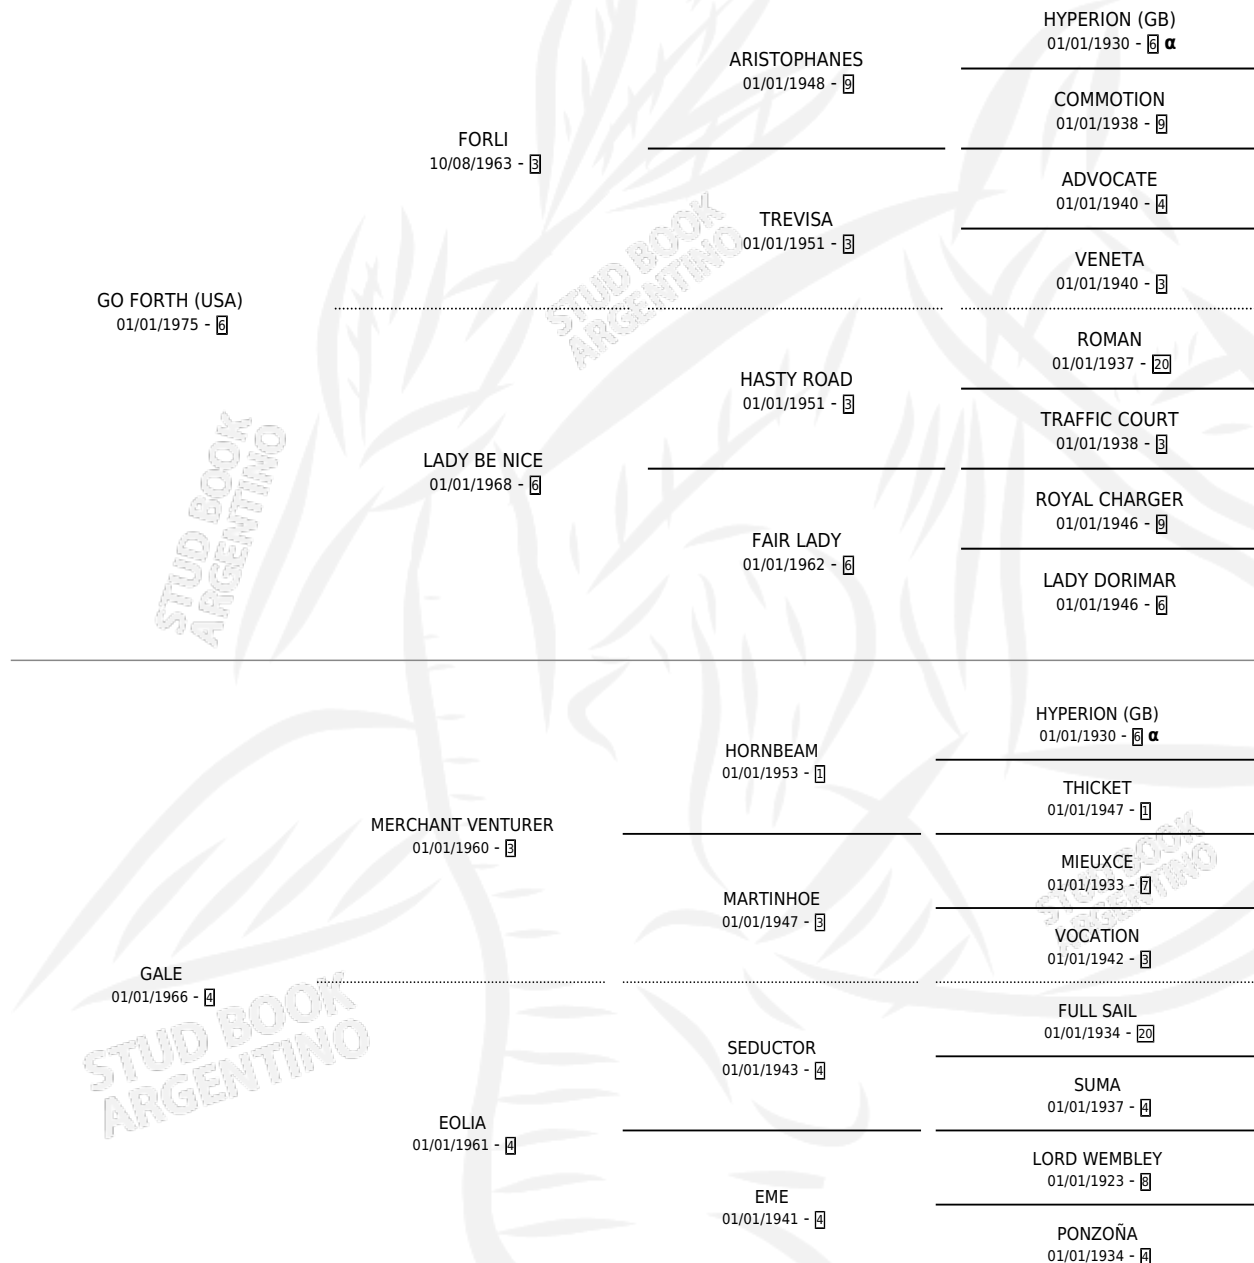 HYPERION (GB)
01/01/1930 - 6 α
ARISTOPHANES
01/01/1948 - 9
COMMOTION
01/01/1938 - 9
FORLI
10/08/1963 - 3
ADVOCATE
01/01/1940 - 4
TREVISA
01/01/1951 - 3
VENETA
01/01/1940 - 3
GO FORTH (USA)
01/01/1975 - 6
ROMAN
01/01/1937 - 20
HASTY ROAD
01/01/1951 - 3
TRAFFIC COURT
01/01/1938 - 3
LADY BE NICE
01/01/1968 - 6
ROYAL CHARGER
01/01/1946 - 9
FAIR LADY
01/01/1962 - 6
LADY DORIMAR
01/01/1946 - 6
HYPERION (GB)
01/01/1930 - 6 α
HORNBEAM
01/01/1953 - 1
THICKET
01/01/1947 - 1
MERCHANT VENTURER
01/01/1960 - 3
MIEUXCE
01/01/1933 - 7
MARTINHOE
01/01/1947 - 3
VOCATION
01/01/1942 - 3
GALE
01/01/1966 - 4
FULL SAIL
01/01/1934 - 20
SEDUCTOR
01/01/1943 - 4
SUMA
01/01/1937 - 4
EOLIA
01/01/1961 - 4
LORD WEMBLEY
01/01/1923 - 8
EME
01/01/1941 - 4
PONZOÑA
01/01/1934 - 4
STUD BOOK
ARGENTINO
STUD BOOK
ARGENTINO
STUD BOOK
ARGENTINO
STUD BOOK
ARGENTINO